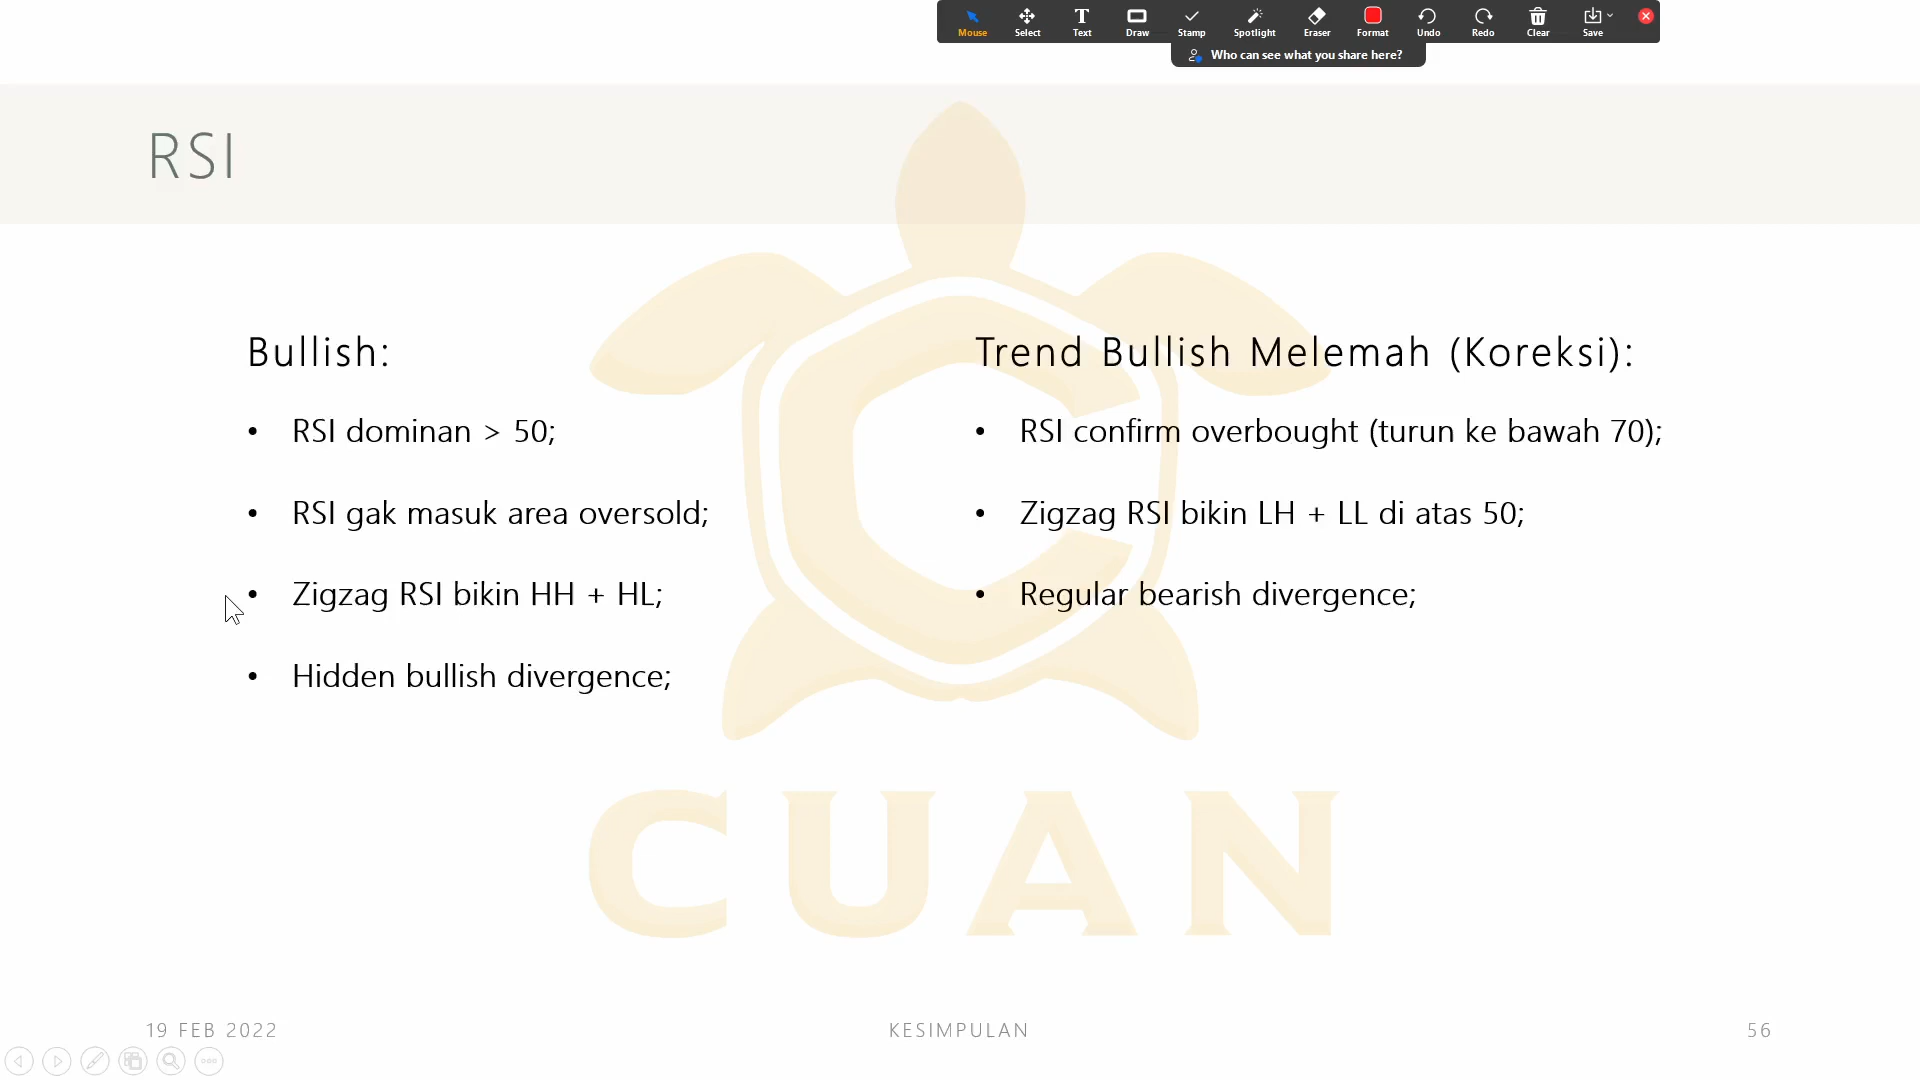 Mouse Select Text Draw Stamp Spotlight Eraser Format Undo Redo Clear Save
Who can see what you share here?
RSI
Bullish:
• RSI dominan > 50;
• RSI gak masuk area oversold;
• Zigzag RSI bikin HH + HL;
• Hidden bullish divergence;
Trend Bullish Melemah (Koreksi):
• RSI confirm overbought (turun ke bawah 70);
• Zigzag RSI bikin LH + LL di atas 50;
• Regular bearish divergence;
CUAN
19 FEB 2022
KESIMPULAN
56